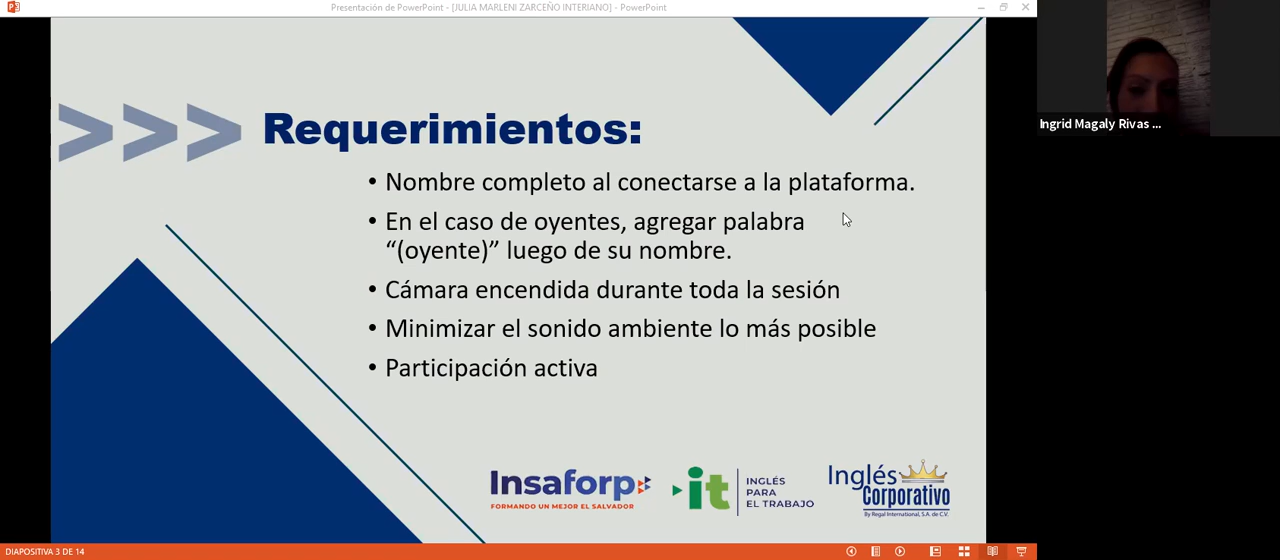 Presentación de PowerPoint - [JULIA MARLENI ZARCEÑO INTERIANO] - PowerPoint
Ingrid Magaly Rivas ...
>>> Requerimientos:
• Nombre completo al conectarse a la plataforma.
• En el caso de oyentes, agregar palabra
“(oyente)” luego de su nombre.
• Cámara encendida durante toda la sesión
• Minimizar el sonido ambiente lo más posible
• Participación activa
Insaforp
FORMANDO UN MEJOR EL SALVADOR
it
INGLÉS
PARA
EL TRABAJO
Inglés
Corporativo
By Regal International, S.A. de C.V.
DIAPOSITIVA 3 DE 14